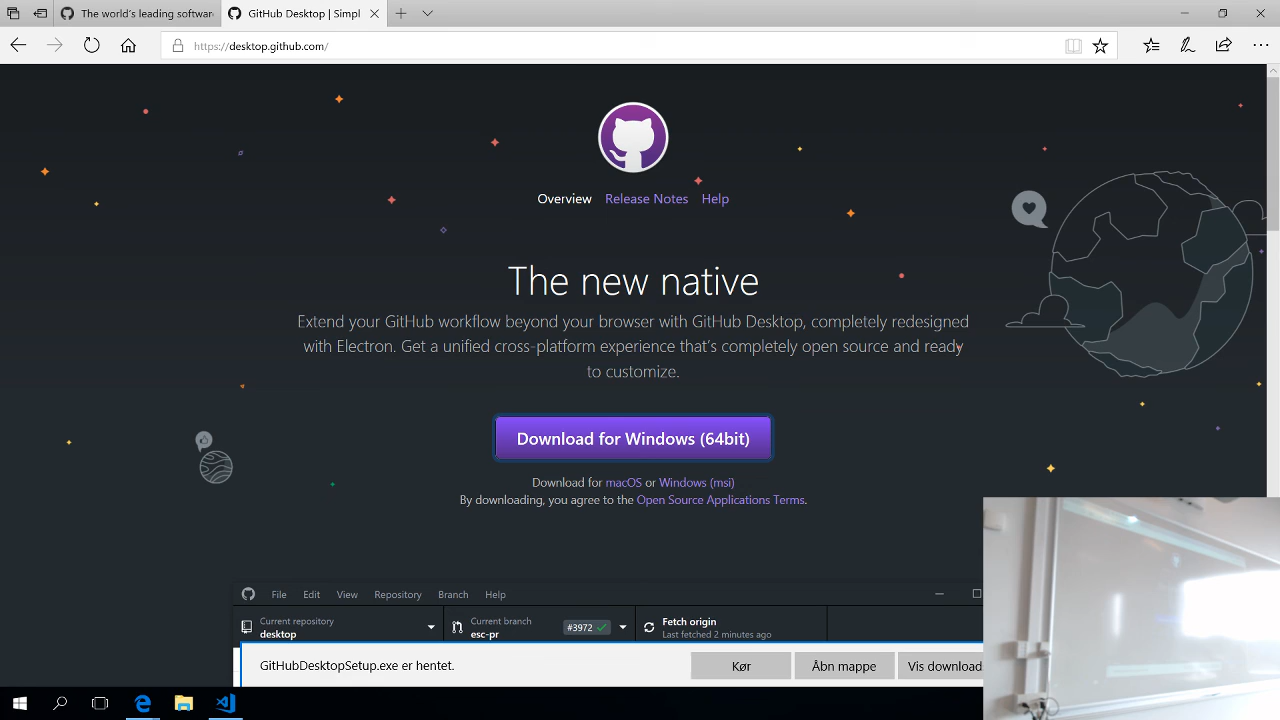 The world's leading softwar
GitHub Desktop | Simpl
https://desktop.github.com/
Overview Release Notes Help
The new native
Extend your GitHub workflow beyond your browser with GitHub Desktop, completely redesigned
with Electron. Get a unified cross-platform experience that's completely open source and ready
to customize.
Download for Windows (64bit)
Download for macOS or Windows (msi)
By downloading, you agree to the Open Source Applications Terms.
File Edit View Repository Branch Help
Current repository
desktop
Current branch
esc-pr
#3972
Fetch origin
Last fetched 2 minutes ago
GitHubDesktopSetup.exe er hentet.
Kør
Åbn mappe
Vis download